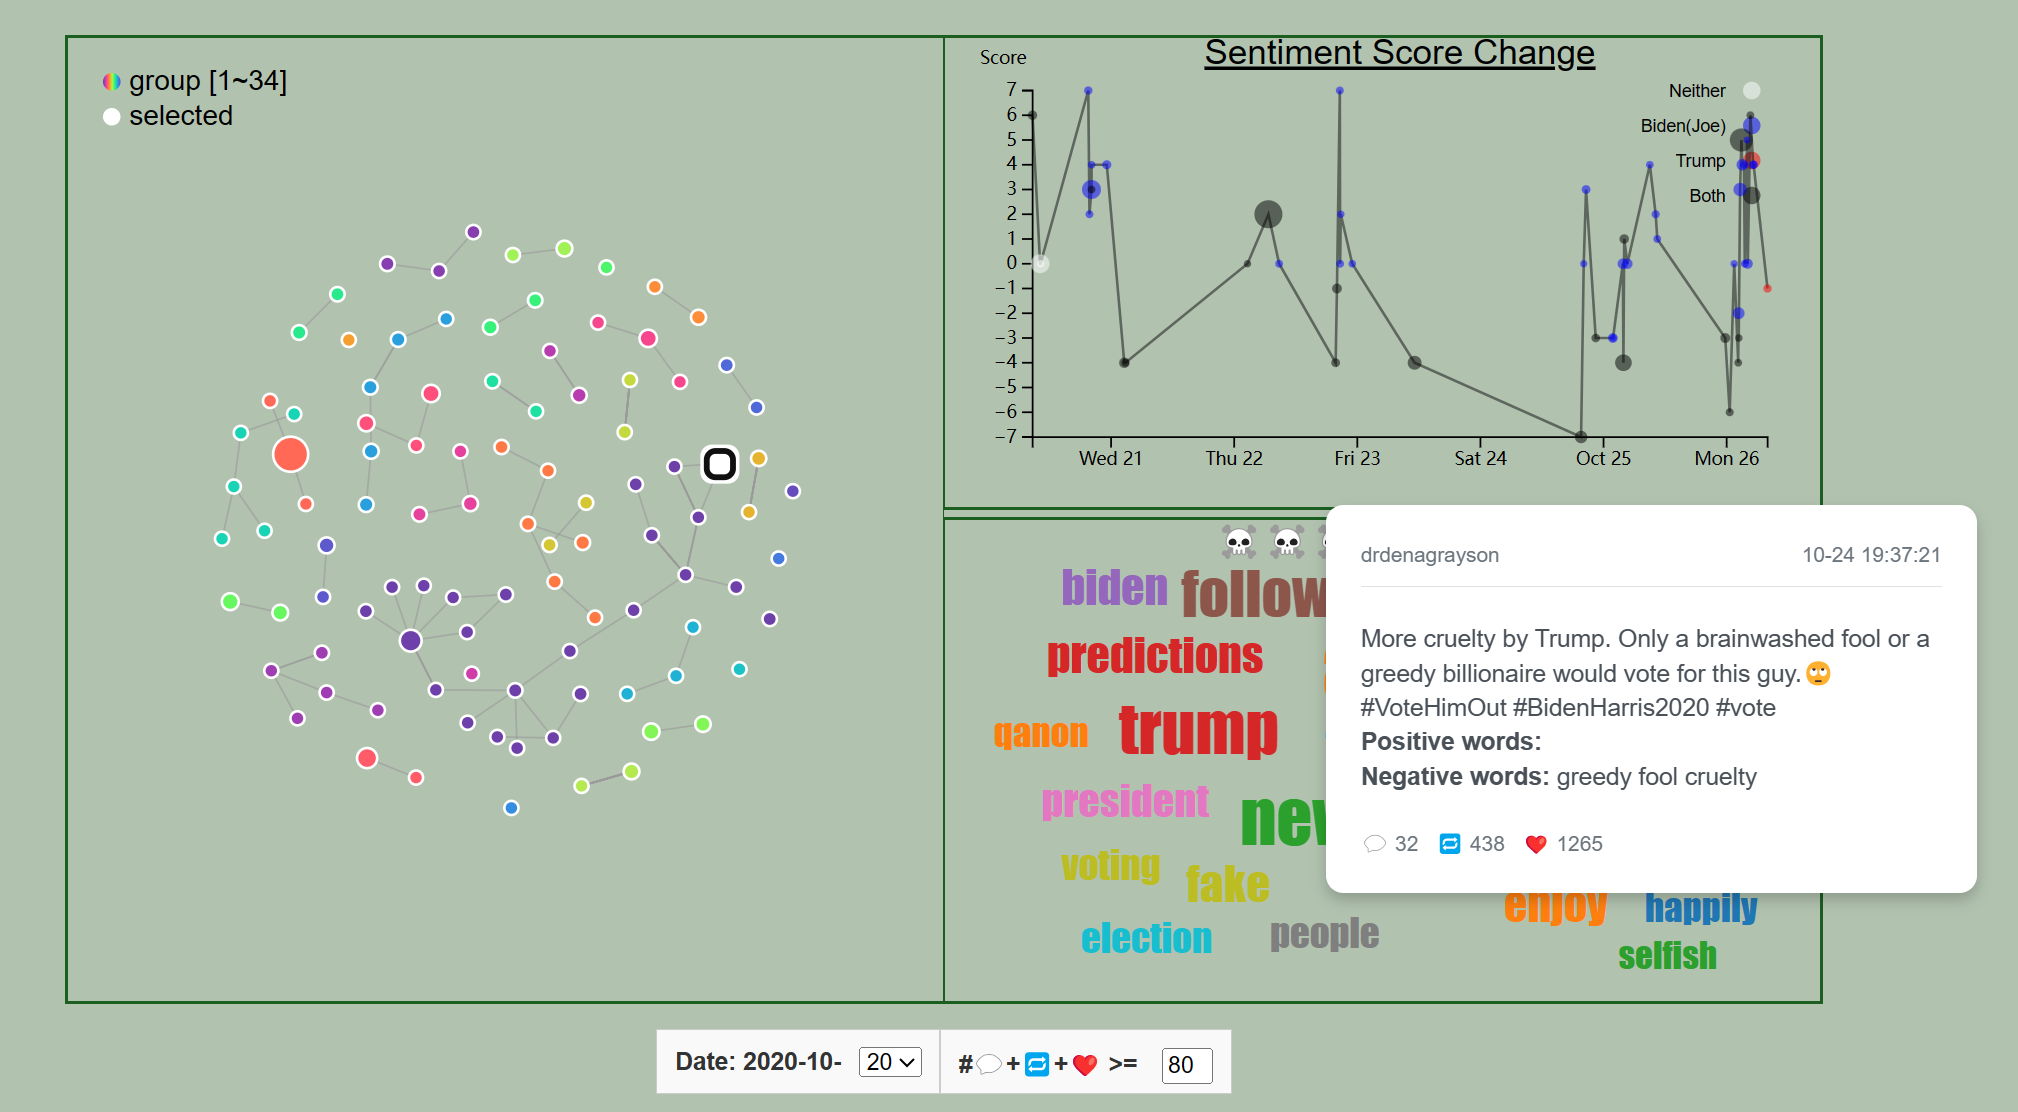 group [1~34]
selected
Sentiment Score Change
Score
7
6
5
4
3
2
1
0
−1
−2
−3
−4
−5
−6
−7
Wed 21
Thu 22
Fri 23
Sat 24
Oct 25
Mon 26
Neither
Biden(Joe)
Trump
Both
biden
predictions
qanon
trump
president
voting
fake
election
people
enjoy
happily
selfish
drdenagrayson
10-24 19:37:21
More cruelty by Trump. Only a brainwashed fool or a
greedy billionaire would vote for this guy.🙄
#VoteHimOut #BidenHarris2020 #vote
Positive words:
Negative words: greedy fool cruelty
💬 32 🔁 438 ❤️ 1265
Date: 2020-10- 20
#💬+🔁+❤️ >= 80